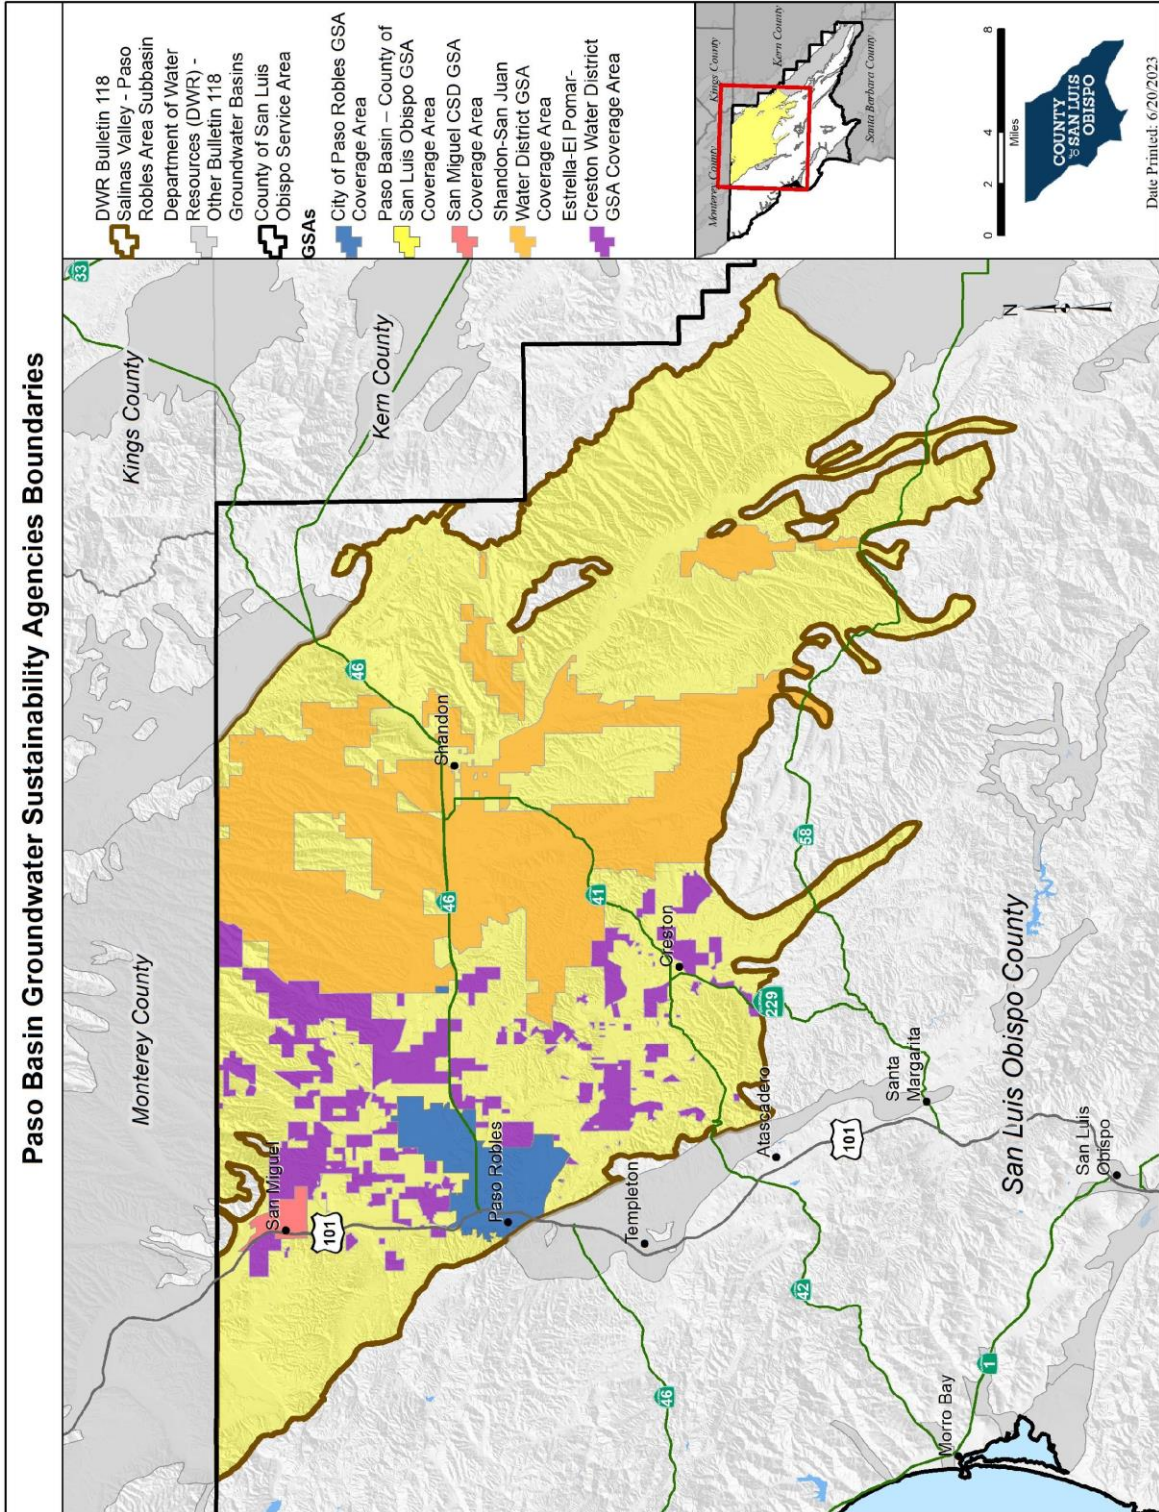 Paso Basin Groundwater Sustainability Agencies Boundaries
Monterey County
Kings County
Kern County
San Luis Obispo County
33
46
46
46
41
58
229
101
101
42
1
San Miguel
Paso Robles
Shandon
Creston
Templeton
Atascadero
Santa
Margarita
San Luis
Obispo
Morro Bay
N
DWR Bulletin 118
Salinas Valley - Paso
Robles Area Subbasin
Department of Water
Resources (DWR) -
Other Bulletin 118
Groundwater Basins
County of San Luis
Obispo Service Area
GSAs
City of Paso Robles GSA
Coverage Area
Paso Basin – County of
San Luis Obispo GSA
Coverage Area
San Miguel CSD GSA
Coverage Area
Shandon-San Juan
Water District GSA
Coverage Area
Estrella-El Pomar-
Creston Water District
GSA Coverage Area
Monterey County
Kings County
Kern County
Santa Barbara County
0 2 4 8
Miles
COUNTY
OF SAN LUIS
OBISPO
Date Printed: 6/20/2023